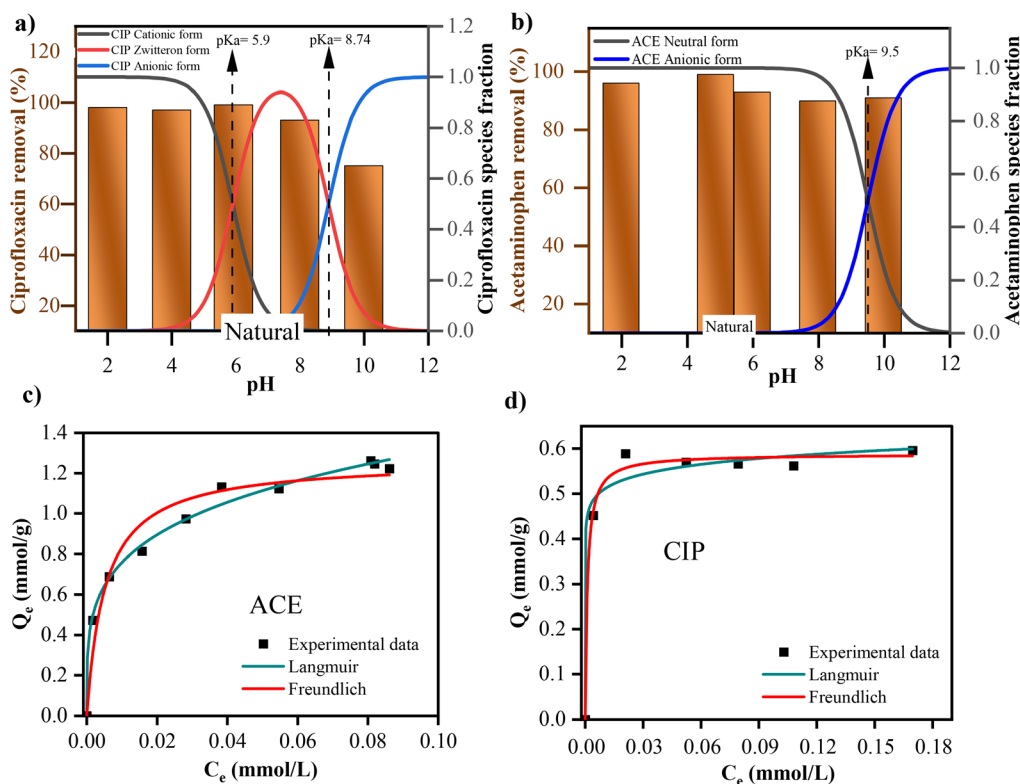 a)
CIP Cationic form
CIP Zwitteron form
CIP Anionic form
pKa= 5.9
pKa= 8.74
Ciprofloxacin removal (%)
120
100
80
60
40
20
1.2
1.0
0.8
0.6
0.4
0.2
0.0
Ciprofloxacin species fraction
Natural
2 4 6 8 10 12
pH
b)
ACE Neutral form
ACE Anionic form
pKa= 9.5
Acetaminophen removal (%)
100
80
60
40
20
1.0
0.8
0.6
0.4
0.2
0.0
Acetaminophen species fraction
Natural
2 4 6 8 10 12
pH
c)
Qe (mmol/g)
1.4
1.2
1.0
0.8
0.6
0.4
0.2
0.0
ACE
Experimental data
Langmuir
Freundlich
0.00 0.02 0.04 0.06 0.08 0.10
Ce (mmol/L)
d)
Qe (mmol/g)
0.6
0.5
0.4
0.3
0.2
0.1
0.0
CIP
Experimental data
Langmuir
Freundlich
0.00 0.03 0.06 0.09 0.12 0.15 0.18
Ce (mmol/L)